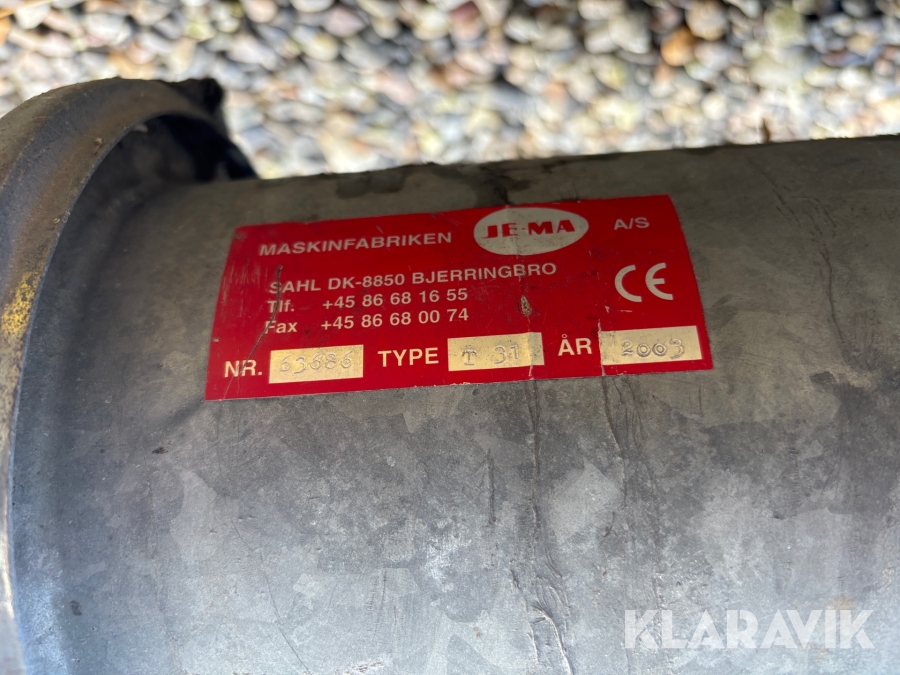 MASKINFABRIKEN JE-MA A/S
SAHL DK-8850 BJERRINGBRO
Tlf. +45 86 68 16 55
Fax +45 86 68 00 74
CE
NR. 63686 TYPE T 31 ÅR 2003
KLARAVIK